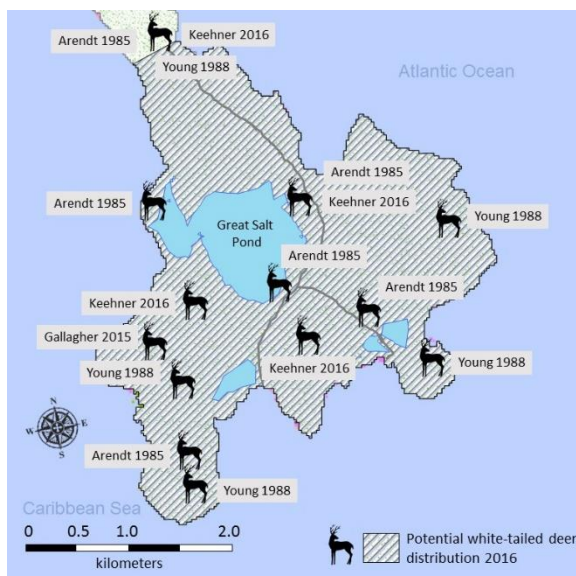 Arendt 1985
Keehner 2016
Young 1988
Atlantic Ocean
Arendt 1985
Arendt 1985
Keehner 2016
Young 1988
Great Salt
Pond
Arendt 1985
Keehner 2016
Arendt 1985
Gallagher 2015
Young 1988
Keehner 2016
Young 1988
N
W
E
S
Arendt 1985
Young 1988
Caribbean Sea
0.0 1.0 2.0
kilometers
Potential white-tailed deer
distribution 2016